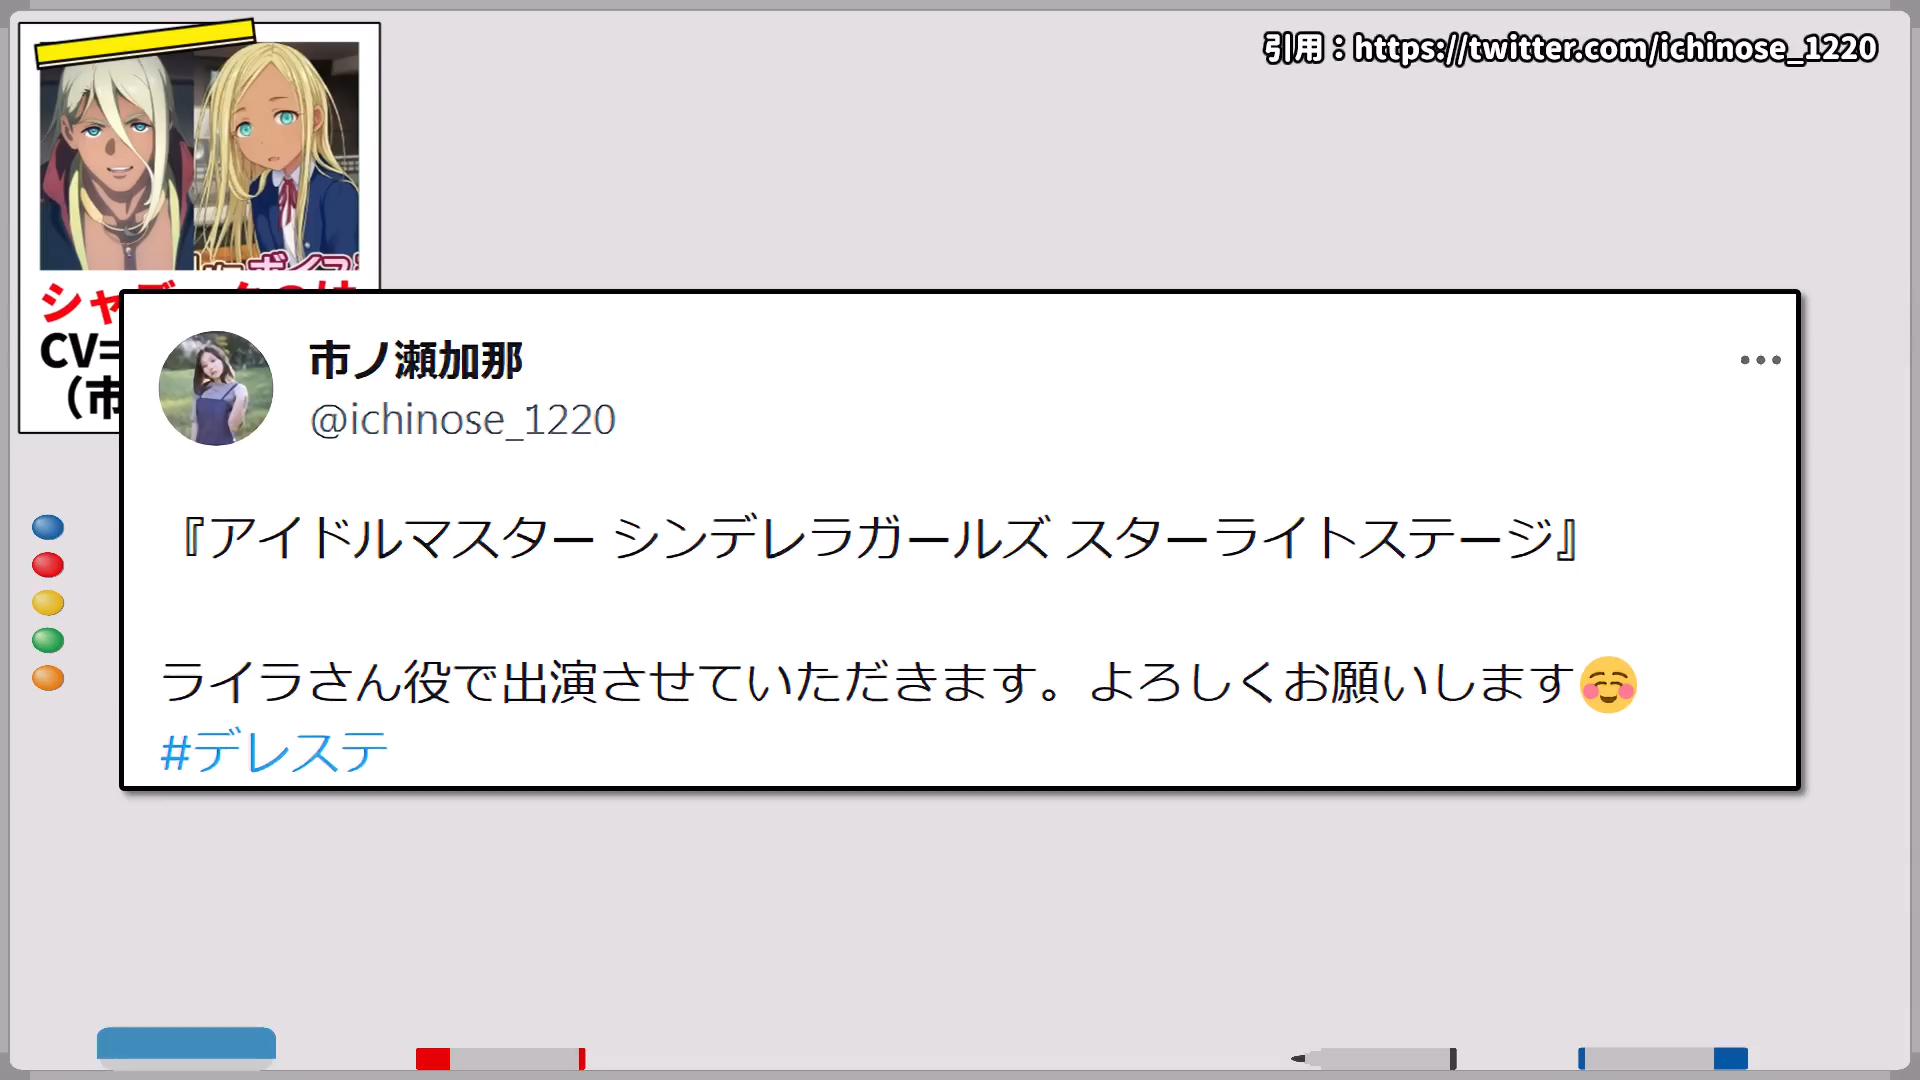 引用：https://twitter.com/ichinose_1220
CV=
（市
市ノ瀬加那
@ichinose_1220
『アイドルマスター シンデレラガールズ スターライトステージ』
ライラさん役で出演させていただきます。よろしくお願いします☺️
#デレステ